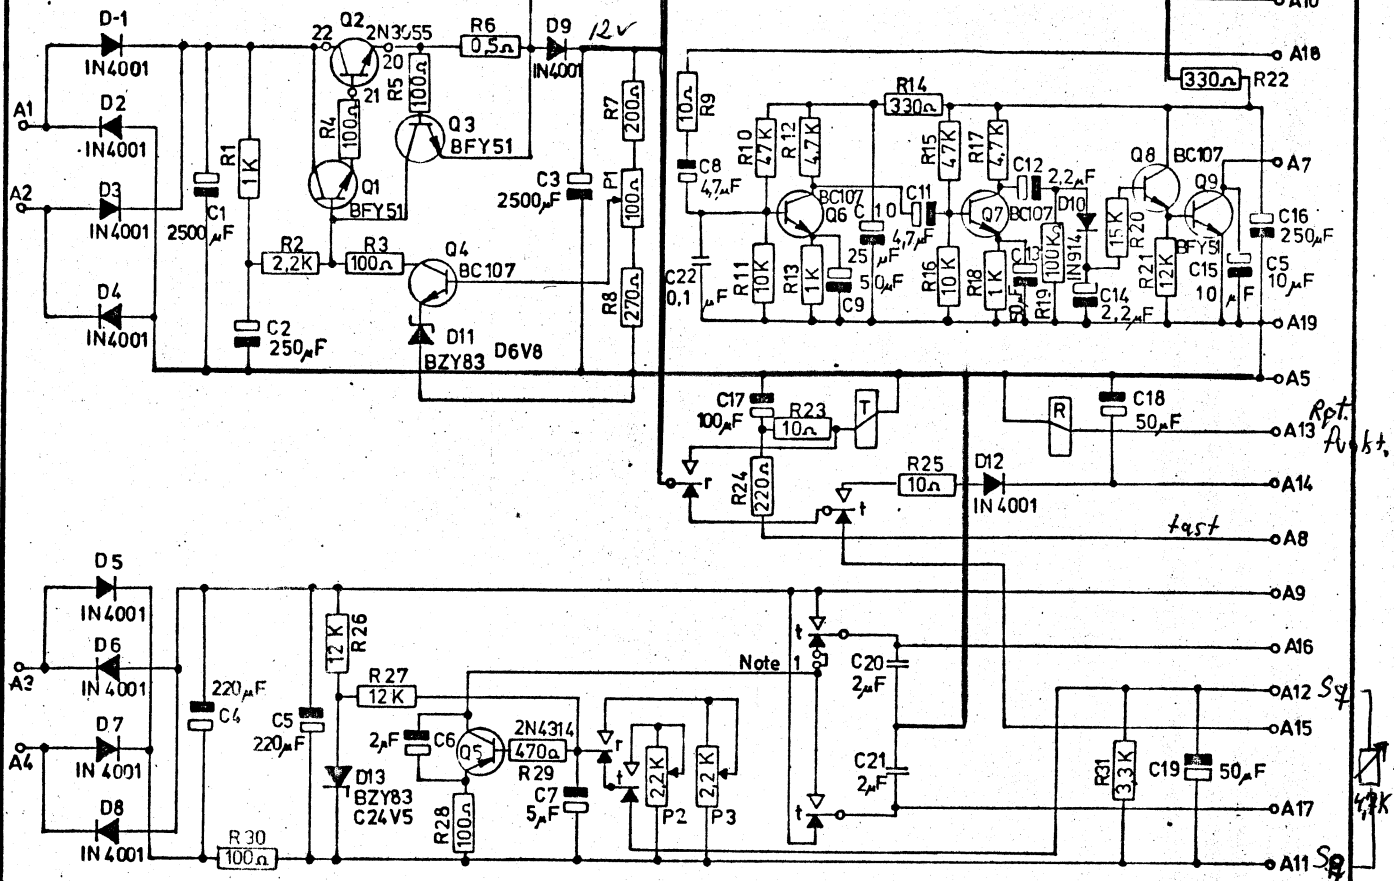 D-1
IN4001
22
Q2
2N3055
20
21
R5
100Ω
R6
0,5Ω
D9
IN4001
12v
A10
A18
330Ω
R22
A1
D2
IN4001
R1
1K
R4
100Ω
Q3
BFY51
R7
200Ω
10Ω
R9
R14
330Ω
R10
47K
R12
4,7K
R15
47K
R17
4,7K
A2
D3
IN4001
C1
2500µF
Q1
BFY51
C3
2500µF
P1
100Ω
C8
4,7µF
BC107
Q6
C10
25µF
C11
4,7µF
Q7
BC107
C12
2,2µF
D10
IN914
Q8
BC107
15K
R20
Q9
BFY51
A7
C16
250µF
R2
2,2K
R3
100Ω
Q4
BC107
R8
270Ω
C22
0,1µF
R11
10K
R13
1K
50µF
C9
R16
10K
R18
1K
C13
50µF
100K
R19
C14
2,2µF
R21
12K
C15
10µF
C5
10µF
D4
IN4001
C2
250µF
D11
BZY83
D6V8
A19
A5
C17
100µF
R23
10Ω
T
R
C18
50µF
A13
Rpt.
R24
220Ω
r
t
R25
10Ω
D12
IN4001
A14
tast
A8
D5
IN4001
A9
D6
IN4001
A3
12K
R26
t
A16
Note 1
C20
2µF
220µF
C4
R27
12K
A12
Sq
D7
IN4001
A4
C5
220µF
2µF
C6
Q5
2N4314
470Ω
R29
r
t
2,2K
P2
2,2K
P3
A15
C21
2µF
R31
3,3K
C19
50µF
4,7K
D13
BZY83
C24V5
R28
100Ω
C7
5µF
t
A17
D8
IN4001
R30
100Ω
A11